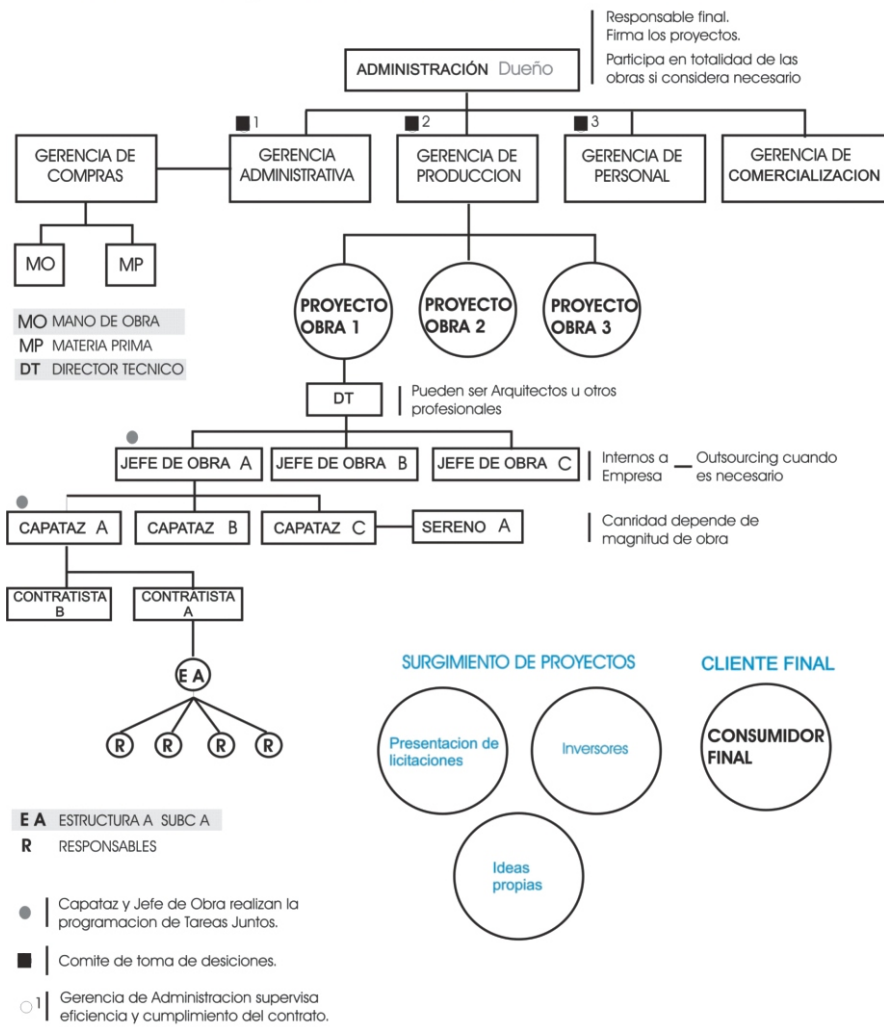 Responsable final.
Firma los proyectos.
Participa en totalidad de las
obras si considera necesario
ADMINISTRACIÓN Dueño
1
2
3
GERENCIA DE
COMPRAS
GERENCIA
ADMINISTRATIVA
GERENCIA DE
PRODUCCION
GERENCIA DE
PERSONAL
GERENCIA DE
COMERCIALIZACION
MO
MP
PROYECTO
OBRA 1
PROYECTO
OBRA 2
PROYECTO
OBRA 3
MO MANO DE OBRA
MP MATERIA PRIMA
DT DIRECTOR TECNICO
DT
Pueden ser Arquitectos u otros
profesionales
JEFE DE OBRA A
JEFE DE OBRA B
JEFE DE OBRA C
Internos a
Empresa
Outsourcing cuando
es necesario
CAPATAZ A
CAPATAZ B
CAPATAZ C
SERENO A
Canridad depende de
magnitud de obra
CONTRATISTA
B
CONTRATISTA
A
E A
R
R
R
R
SURGIMIENTO DE PROYECTOS
CLIENTE FINAL
Presentacion de
licitaciones
Inversores
Ideas
propias
CONSUMIDOR
FINAL
E A ESTRUCTURA A SUBC A
R RESPONSABLES
Capataz y Jefe de Obra realizan la
programacion de Tareas Juntos.
Comite de toma de desiciones.
1 Gerencia de Administracion supervisa
eficiencia y cumplimiento del contrato.